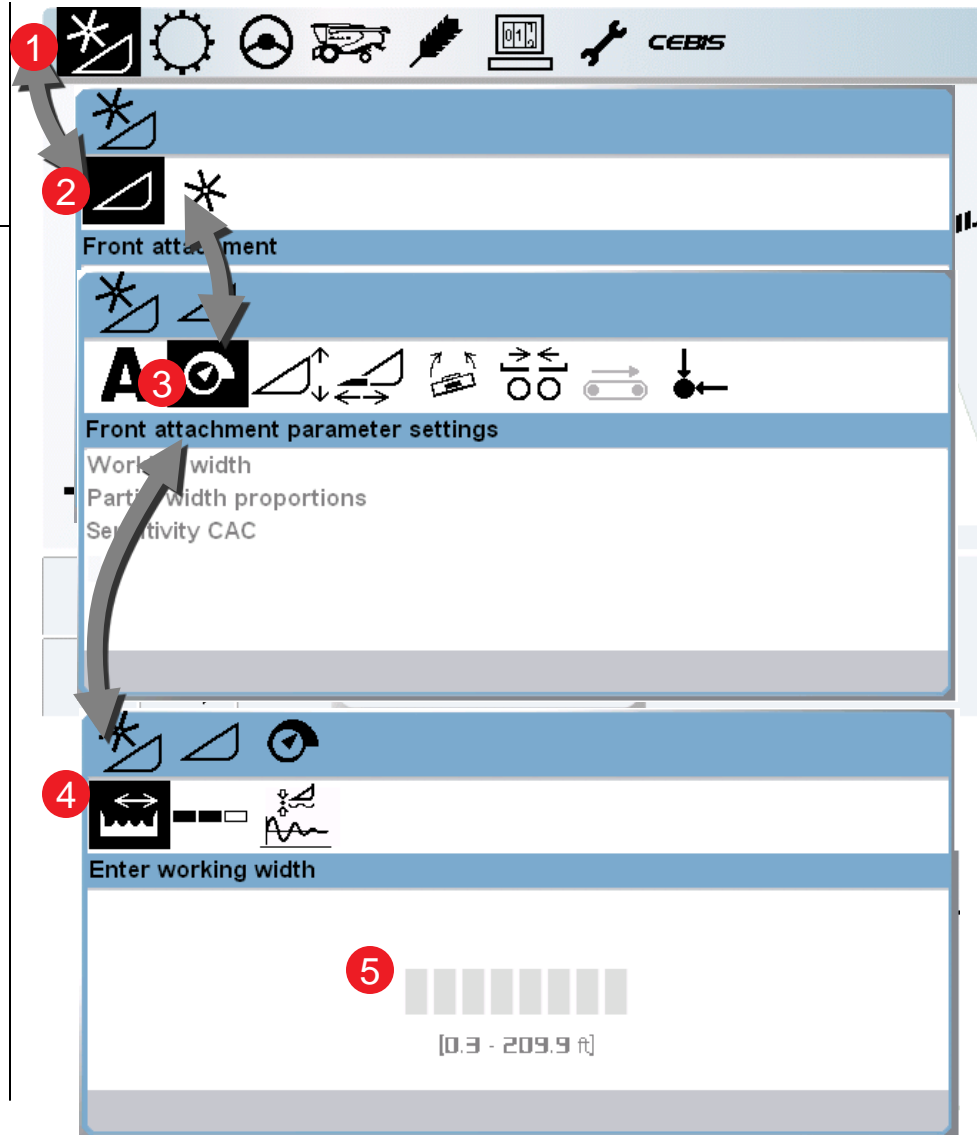 1
CEBIS
2
Front attachment
3
Front attachment parameter settings
Working width
Partial width proportions
Sensitivity CAC
4
Enter working width
5
[0.3 - 209.9 ft]